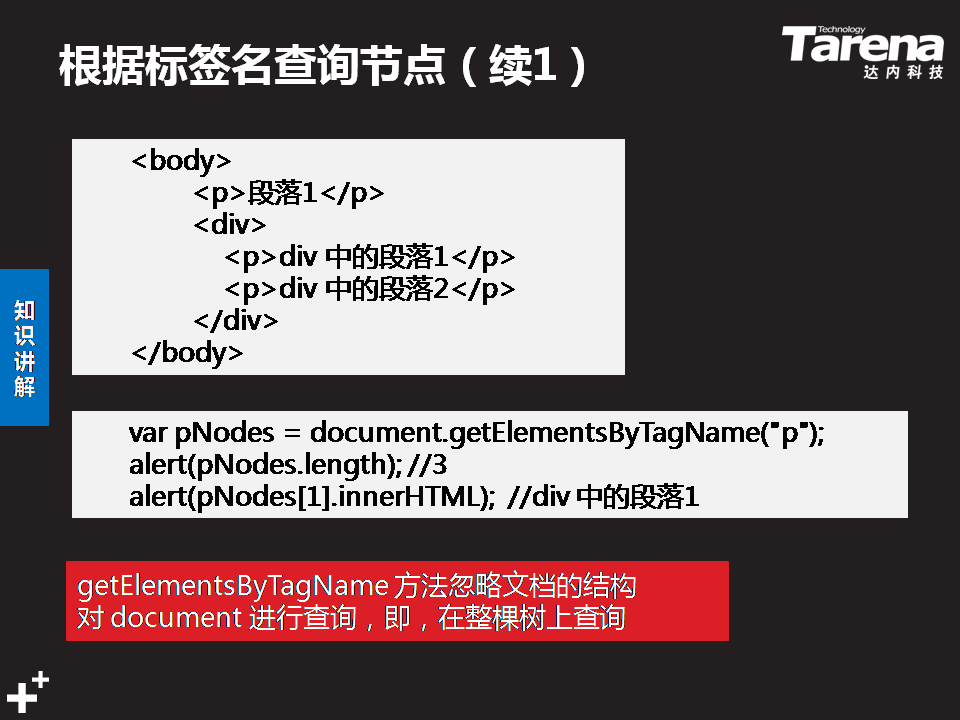 根据标签名查询节点（续1）
Technology
Tarena
达内科技
<body>
<p>段落1</p>
<div>
<p>div 中的段落1</p>
<p>div 中的段落2</p>
</div>
</body>
知识讲解
var pNodes = document.getElementsByTagName("p");
alert(pNodes.length); //3
alert(pNodes[1].innerHTML); //div 中的段落1
getElementsByTagName 方法忽略文档的结构
对 document 进行查询，即，在整棵树上查询